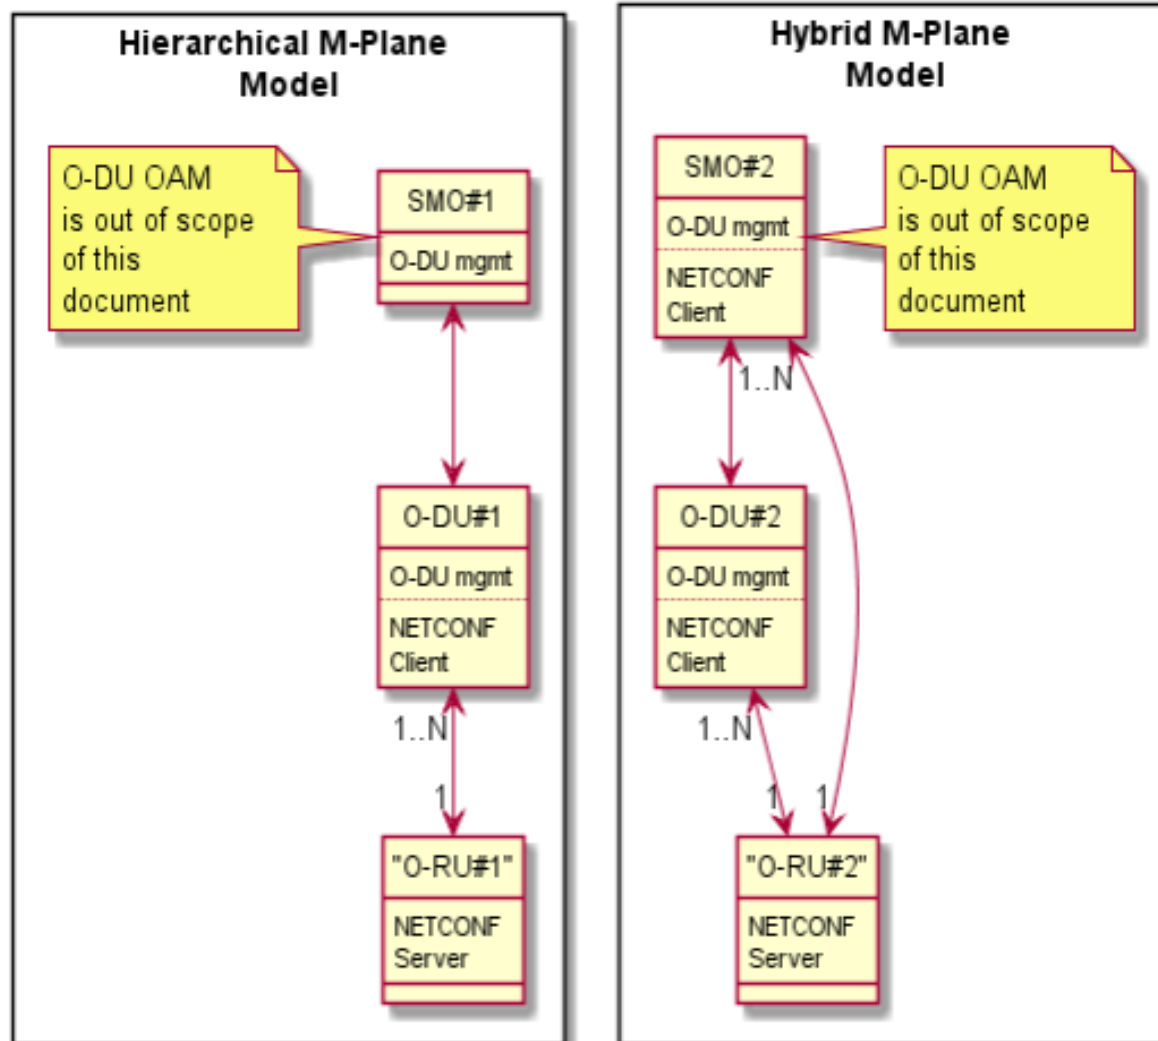 Hierarchical M-Plane
Model
O-DU OAM
is out of scope
of this
document
SMO#1
O-DU mgmt
O-DU#1
O-DU mgmt
NETCONF
Client
1..N
1
"O-RU#1"
NETCONF
Server
Hybrid M-Plane
Model
SMO#2
O-DU mgmt
NETCONF
Client
O-DU OAM
is out of scope
of this
document
1..N
O-DU#2
O-DU mgmt
NETCONF
Client
1..N
1
1
"O-RU#2"
NETCONF
Server